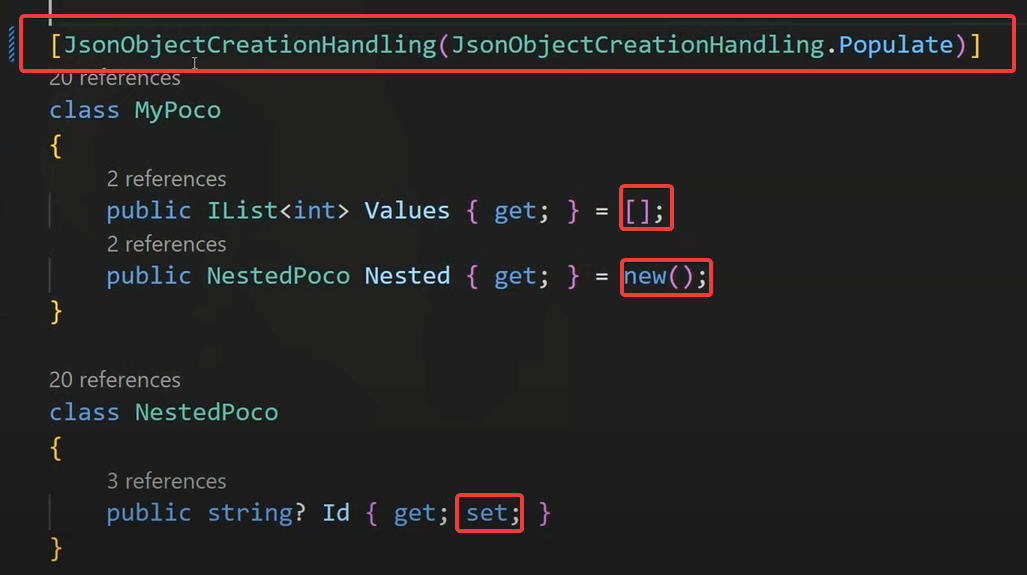 [JsonObjectCreationHandling(JsonObjectCreationHandling.Populate)]
20 references
class MyPoco
{
2 references
public IList<int> Values { get; } = [];
2 references
public NestedPoco Nested { get; } = new();
}
20 references
class NestedPoco
{
3 references
public string? Id { get; set; }
}